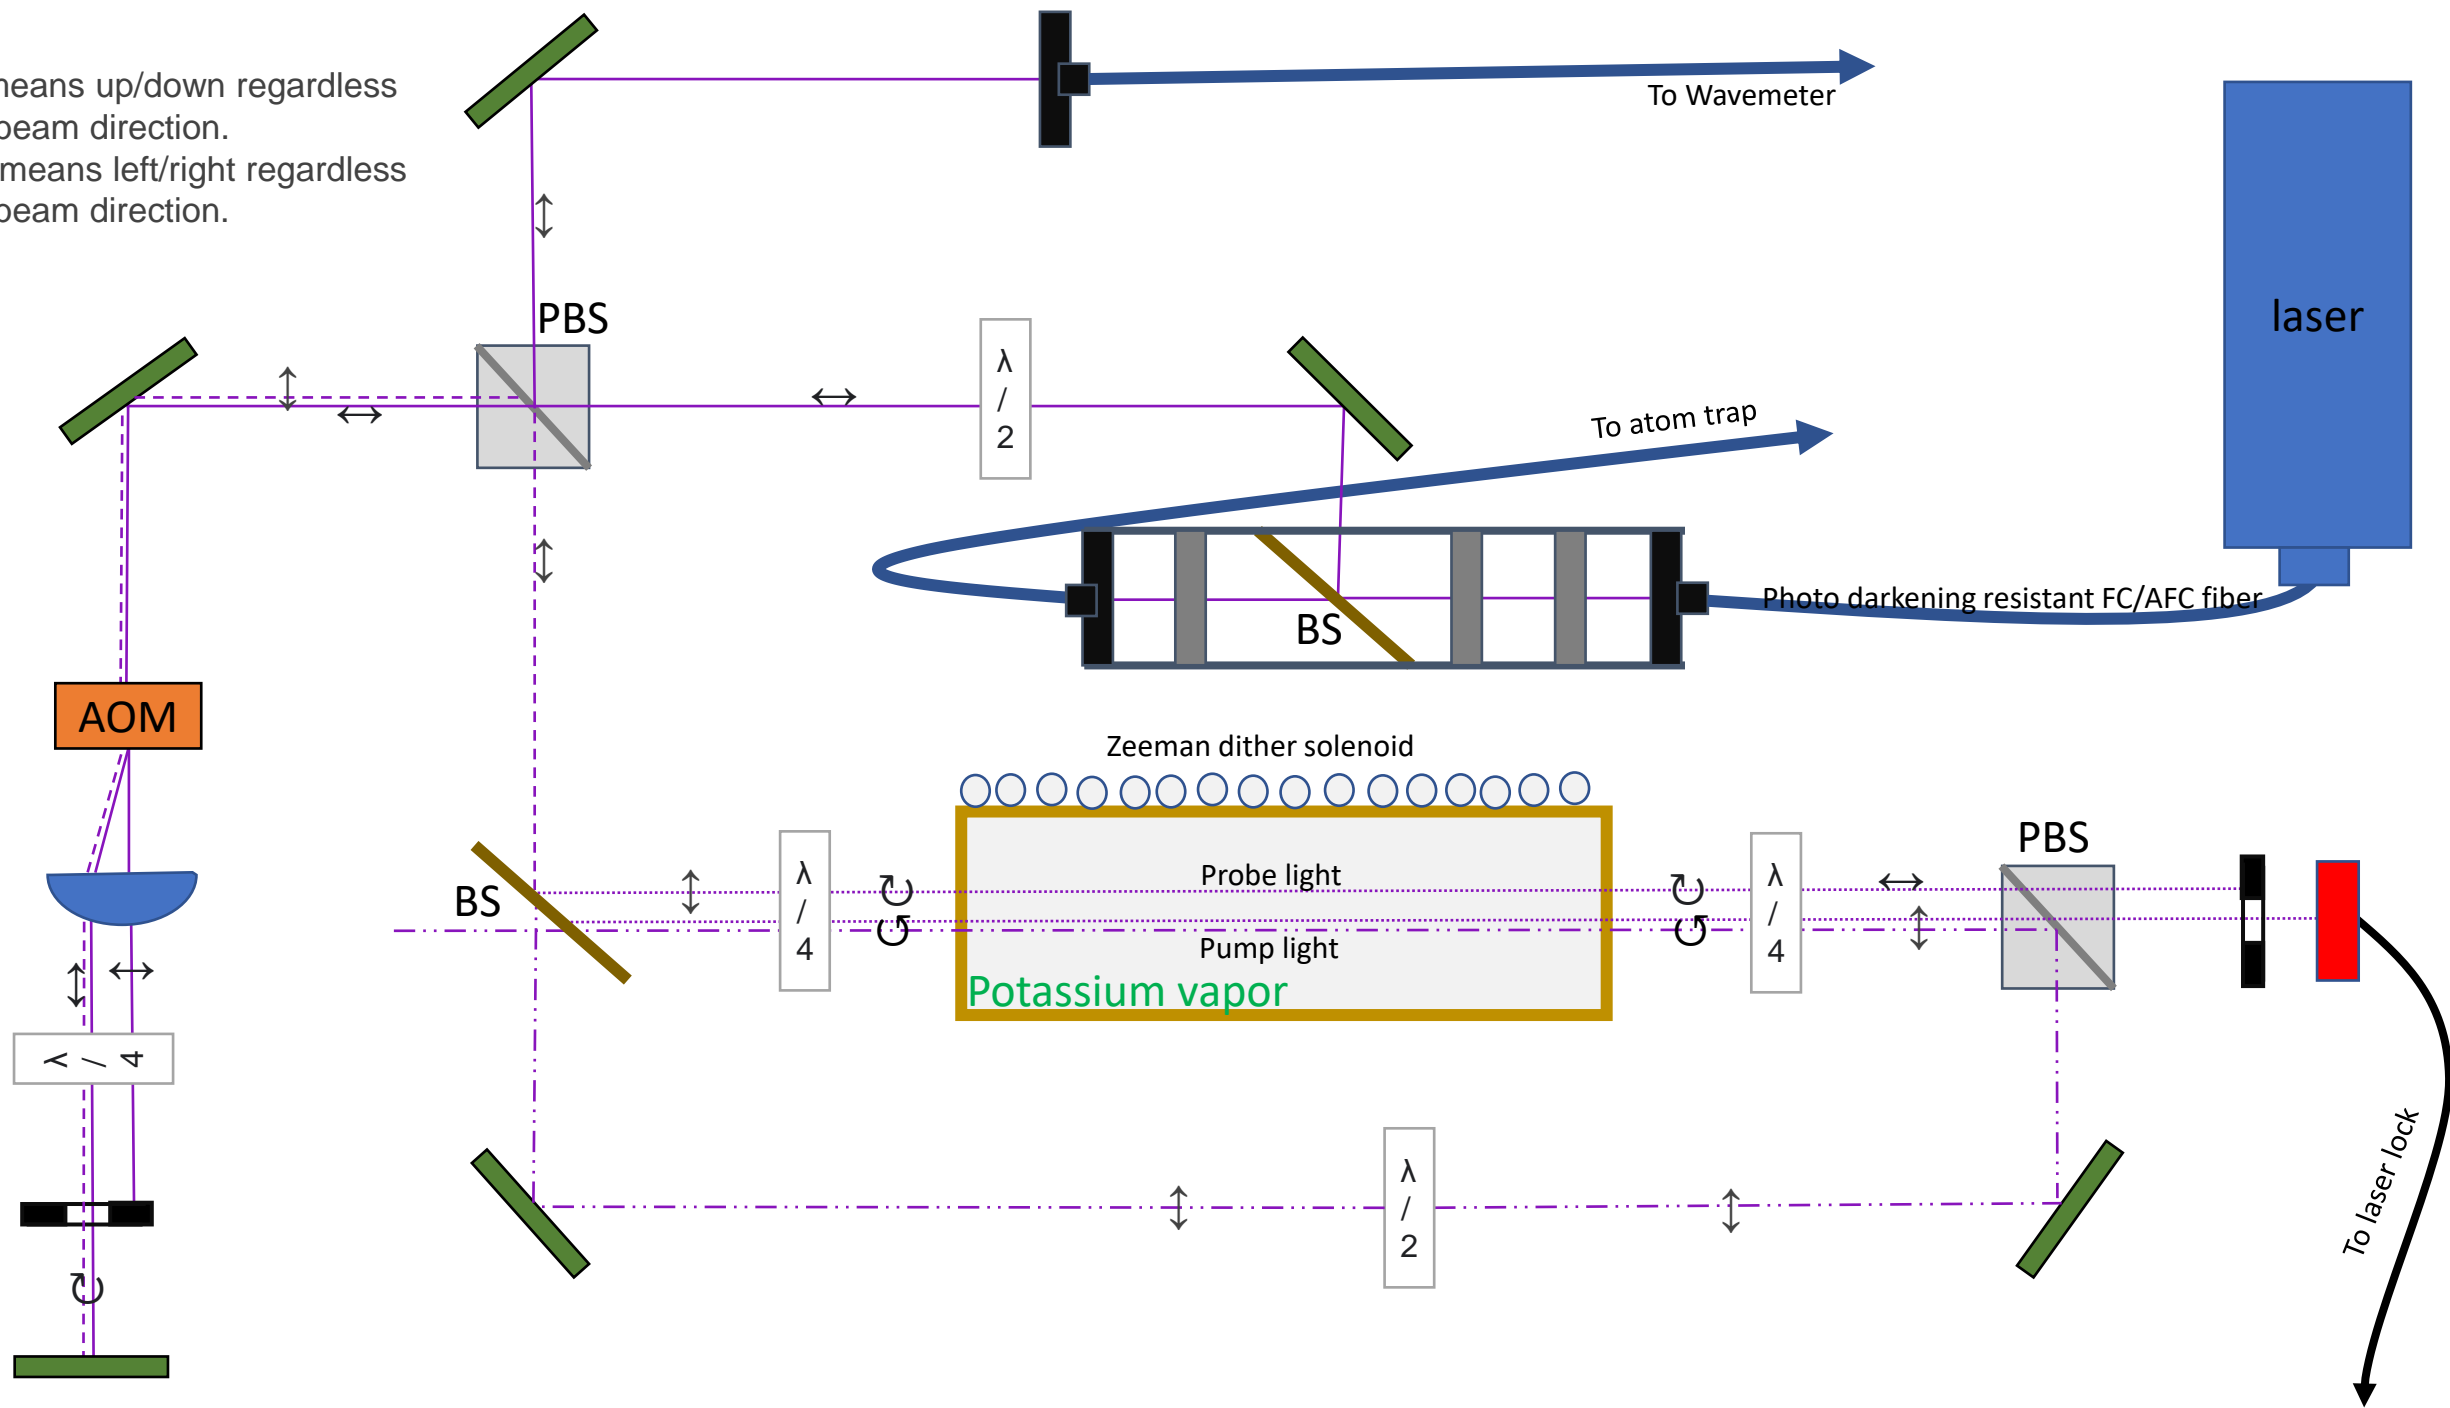 means up/down regardless
beam direction.
means left/right regardless
beam direction.
To Wavemeter
laser
PBS
λ
/
2
To atom trap
Photo darkening resistant FC/AFC fiber
BS
AOM
Zeeman dither solenoid
PBS
BS
λ
/
4
Probe light
Pump light
Potassium vapor
λ
/
4
λ / 4
λ
/
2
To laser lock